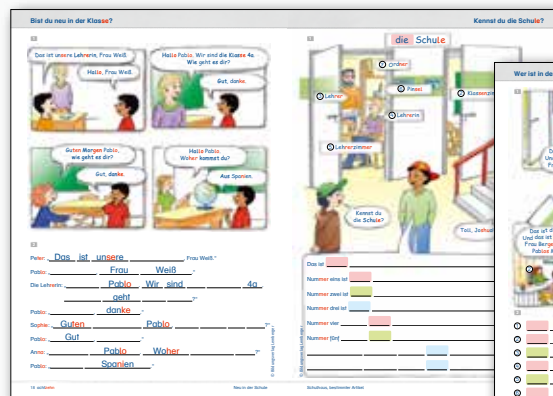 Bist du neu in der Klasse?
Das ist unsere Lehrerin, Frau Weiß.
Hallo, Frau Weiß.
Hallo Pablo. Wir sind die Klasse 4a.
Wie geht es dir?
Gut, danke.
Guten Morgen Pablo,
wie geht es dir?
Gut, danke.
Hallo Pablo.
Woher kommst du?
Aus Spanien.
Peter: Das ist unsere Frau Weiß."
Pablo: Frau Weiß "
Die Lehrerin: Pablo Wir sind 4a
geht ?"
Pablo: danke "
Sophie: Guten Pablo ?"
Pablo: Gut "
Anna: Pablo Woher ?"
Pablo: Spanien "
Neu in der Schule
Kennst du die Schule?
die Schule
Ordner
Pinsel
Lehrer
Lehrerin
Lehrerzimmer
Kennst du
die Schule?
Das ist
Nummer eins ist
Nummer zwei ist
Nummer drei ist
Nummer vier
Nummer fünf
Schulhaus, bestimmter Artikel
Wer ist in de